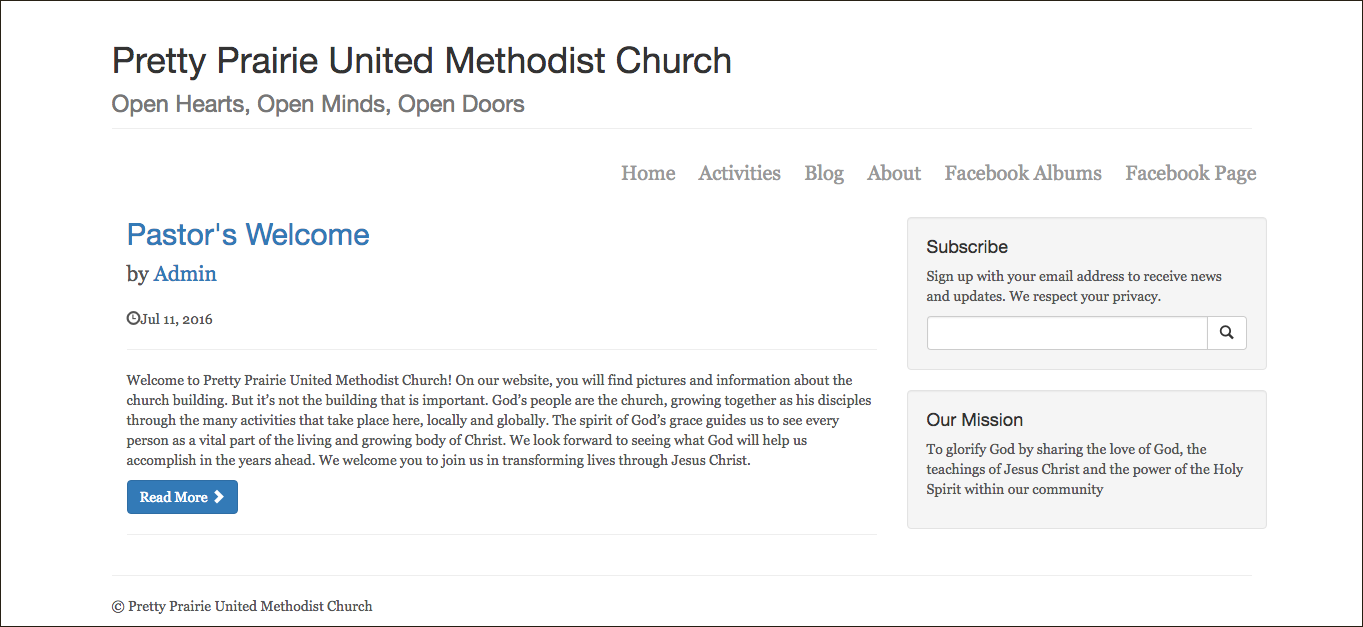 Pretty Prairie United Methodist Church
Open Hearts, Open Minds, Open Doors
Home Activities Blog About Facebook Albums Facebook Page
Pastor's Welcome
by Admin
Jul 11, 2016
Welcome to Pretty Prairie United Methodist Church! On our website, you will find pictures and information about the
church building. But it’s not the building that is important. God’s people are the church, growing together as his disciples
through the many activities that take place here, locally and globally. The spirit of God’s grace guides us to see every
person as a vital part of the living and growing body of Christ. We look forward to seeing what God will help us
accomplish in the years ahead. We welcome you to join us in transforming lives through Jesus Christ.
Read More
Subscribe
Sign up with your email address to receive news
and updates. We respect your privacy.
Our Mission
To glorify God by sharing the love of God, the
teachings of Jesus Christ and the power of the Holy
Spirit within our community
© Pretty Prairie United Methodist Church